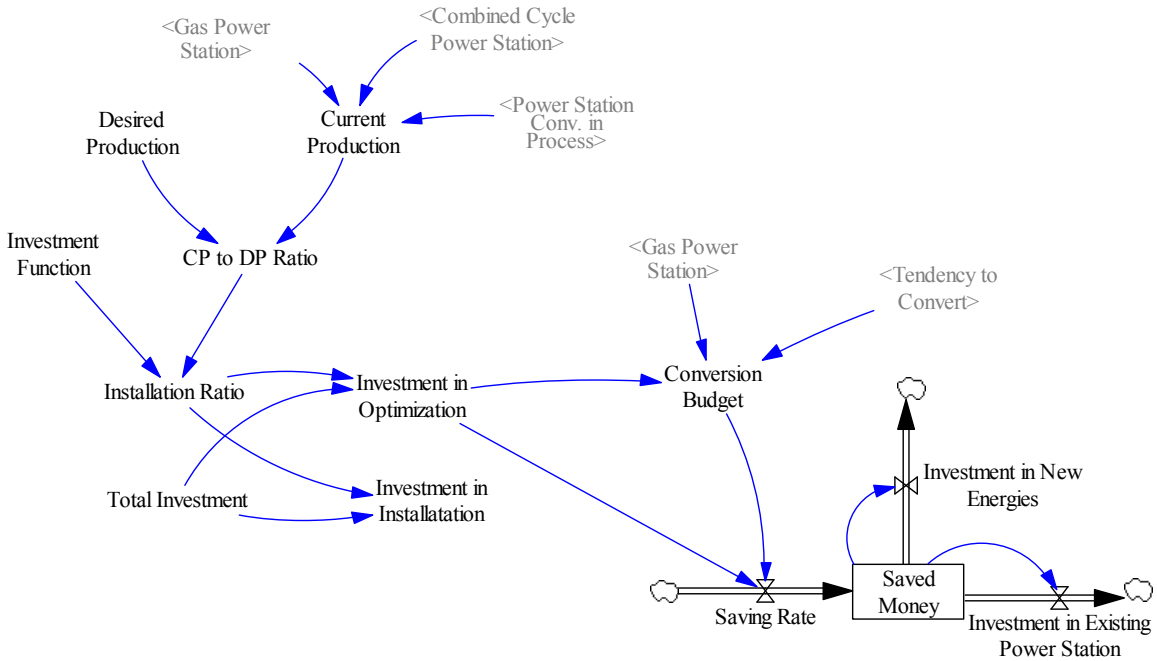 <Gas Power
Station>
<Combined Cycle
Power Station>
<Power Station
Conv. in
Process>
Desired
Production
Current
Production
Investment
Function
CP to DP Ratio
<Gas Power
Station>
<Tendency to
Convert>
Installation Ratio
Investment in
Optimization
Conversion
Budget
Total Investment
Investment in
Installatation
Investment in New
Energies
Saved
Money
Saving Rate
Investment in Existing
Power Station